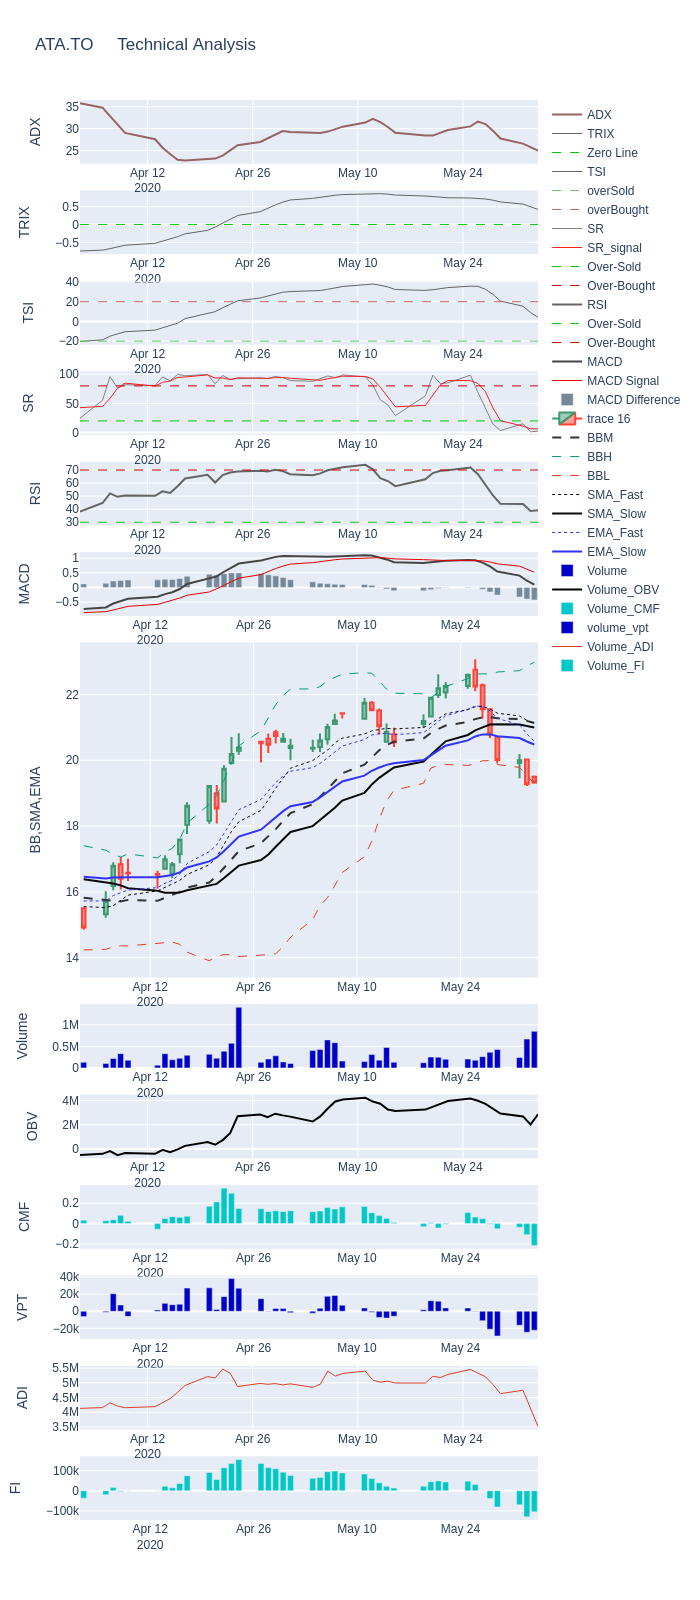 ATA.TO Technical Analysis
ADX
35
30
25
Apr 12
2020
Apr 26
May 10
May 24
TRIX
0.5
0
−0.5
Apr 12
2020
Apr 26
May 10
May 24
TSI
40
20
0
−20
Apr 12
2020
Apr 26
May 10
May 24
SR
100
50
0
Apr 12
2020
Apr 26
May 10
May 24
RSI
70
60
50
40
30
Apr 12
2020
Apr 26
May 10
May 24
MACD
1
0.5
0
−0.5
Apr 12
2020
Apr 26
May 10
May 24
BB,SMA,EMA
22
20
18
16
14
Apr 12
2020
Apr 26
May 10
May 24
Volume
1M
0.5M
0
Apr 12
2020
Apr 26
May 10
May 24
OBV
4M
2M
0
Apr 12
2020
Apr 26
May 10
May 24
CMF
0.2
0
−0.2
Apr 12
2020
Apr 26
May 10
May 24
VPT
40k
20k
0
−20k
Apr 12
2020
Apr 26
May 10
May 24
ADI
5.5M
5M
4.5M
4M
3.5M
Apr 12
2020
Apr 26
May 10
May 24
FI
100k
0
−100k
Apr 12
2020
Apr 26
May 10
May 24
ADX
TRIX
Zero Line
TSI
overSold
overBought
SR
SR_signal
Over-Sold
Over-Bought
RSI
Over-Sold
Over-Bought
MACD
MACD Signal
MACD Difference
trace 16
BBM
BBH
BBL
SMA_Fast
SMA_Slow
EMA_Fast
EMA_Slow
Volume
Volume_OBV
Volume_CMF
volume_vpt
Volume_ADI
Volume_FI